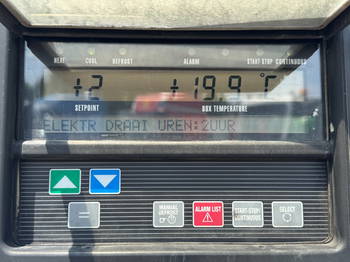 HEAT COOL DEFROST ALARM START-STOP CONTINUOUS
+2 +19.9 °C
SETPOINT BOX TEMPERATURE
ELEKTR DRAAI UREN:2UUR
MANUAL DEFROST ALARM LIST START-STOP/ CONTINUOUS SELECT